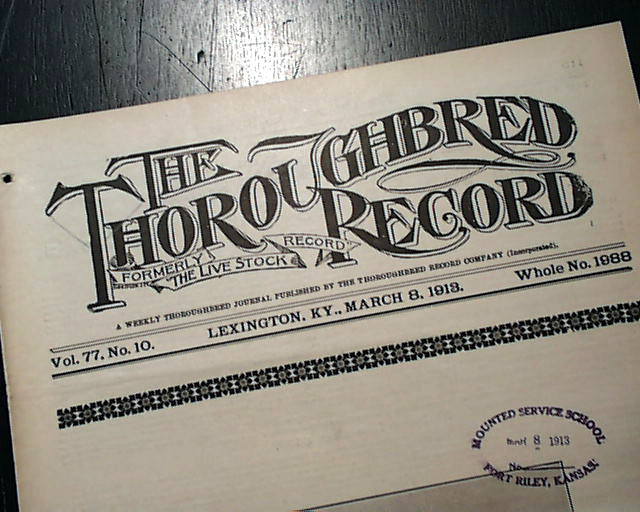 THE
THOROUGHBRED
RECORD
FORMERLY
THE LIVE STOCK RECORD
A WEEKLY THOROUGHBRED JOURNAL PUBLISHED BY THE THOROUGHBRED RECORD COMPANY (Incorporated).
Vol. 77. No. 10. LEXINGTON, KY., MARCH 8, 1913. Whole No. 1988
MOUNTED SERVICE SCHOOL
8 1913
No
FORT RILEY, KANSAS.